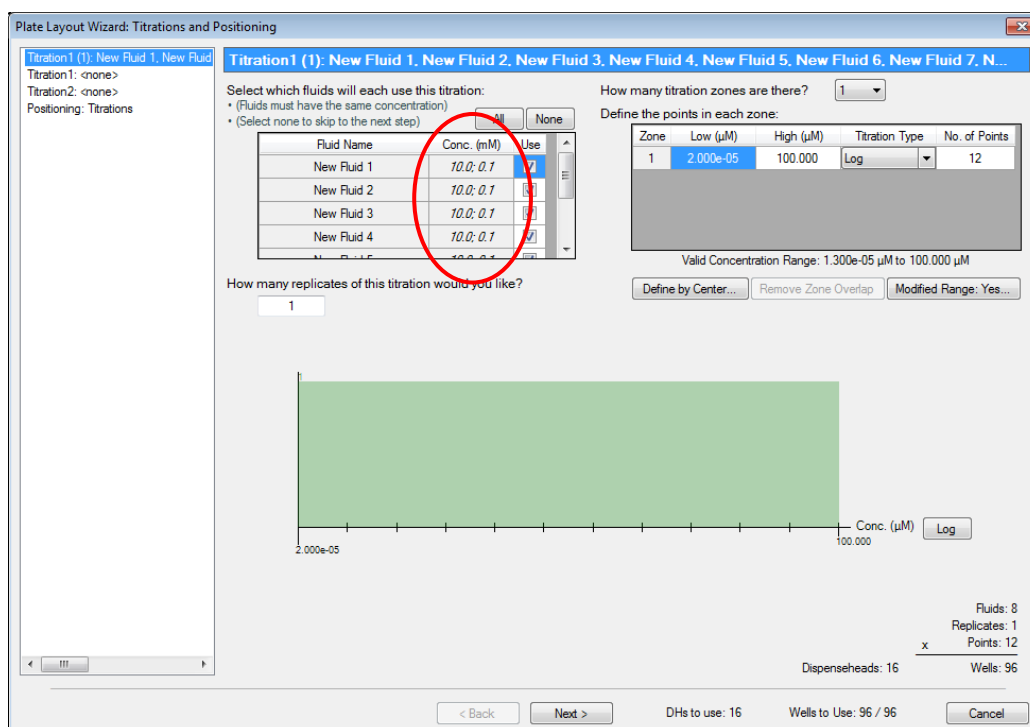 Plate Layout Wizard: Titrations and Positioning
Titration1 (1): New Fluid 1, New Fluid
Titration1: <none>
Titration2: <none>
Positioning: Titrations
Titration1 (1): New Fluid 1, New Fluid 2, New Fluid 3, New Fluid 4, New Fluid 5, New Fluid 6, New Fluid 7, N...
Select which fluids will each use this titration:
• (Fluids must have the same concentration)
• (Select none to skip to the next step)
All None
Fluid Name Conc. (mM) Use
New Fluid 1 10.0; 0.1
New Fluid 2 10.0; 0.1
New Fluid 3 10.0; 0.1
New Fluid 4 10.0; 0.1
New Fluid 5 10.0; 0.1
How many replicates of this titration would you like?
1
How many titration zones are there? 1
Define the points in each zone:
Zone Low (µM) High (µM) Titration Type No. of Points
1 2.000e-05 100.000 Log 12
Valid Concentration Range: 1.300e-05 µM to 100.000 µM
Define by Center... Remove Zone Overlap Modified Range: Yes...
1
Conc. (µM) Log
2.000e-05 100.000
Fluids: 8
Replicates: 1
x Points: 12
Dispenseheads: 16 Wells: 96
< Back Next > DHs to use: 16 Wells to Use: 96 / 96 Cancel